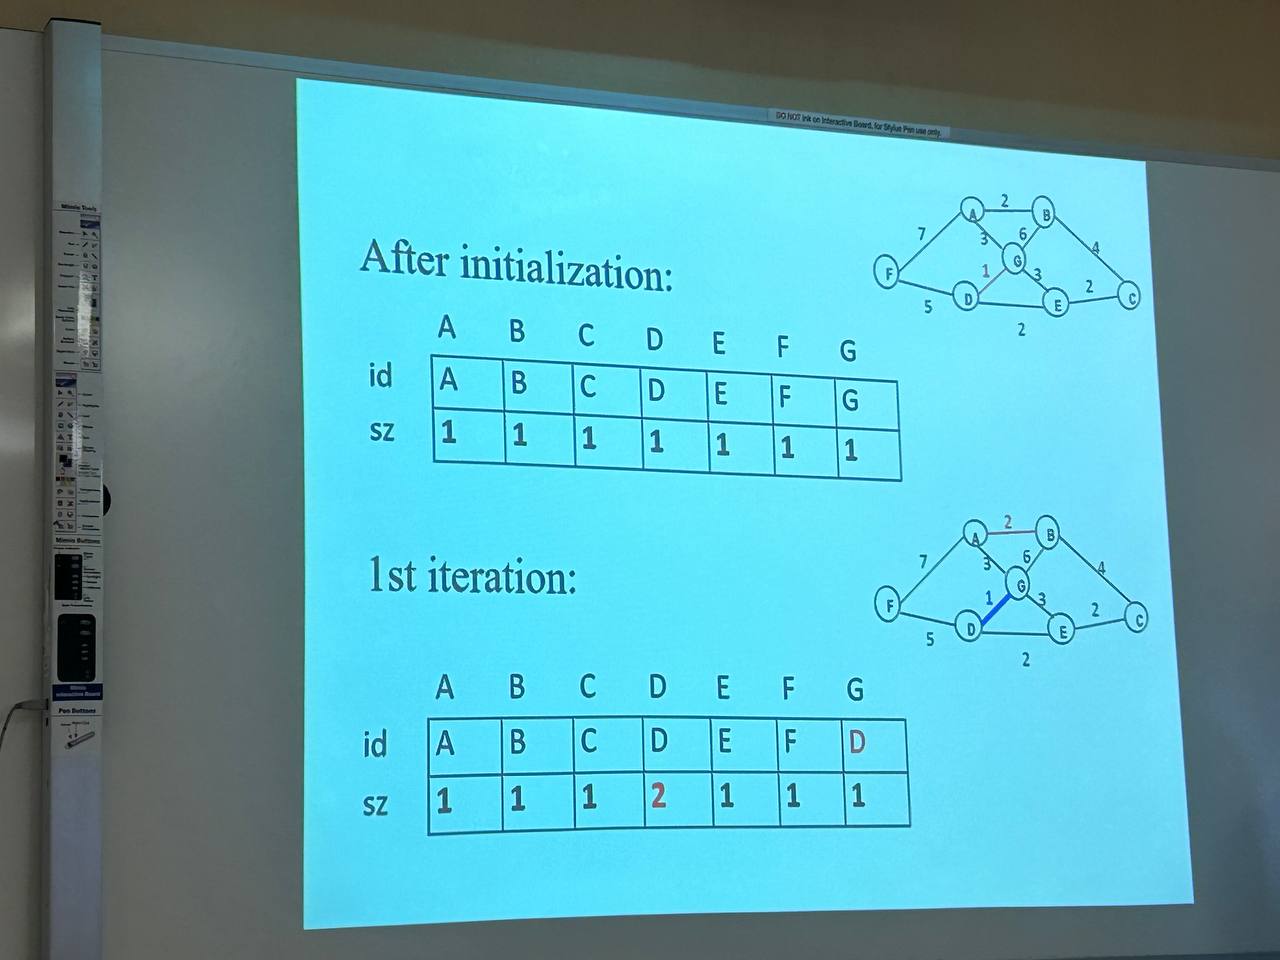 DO NOT Ink on Interactive Board, for Stylus Pen use only.
Mimio Tools
After initialization:
A B C D E F G
id A B C D E F G
sz 1 1 1 1 1 1 1
A 2 B
7 3 6 4
F G
1 3 2
D E C
5 2
1st iteration:
A B C D E F G
id A B C D E F D
sz 1 1 1 2 1 1 1
A 2 B
7 3 6 4
F G
1 3 2
D E C
5 2
Mimio Buttons
Mimio
Interactive Board
Pen Buttons